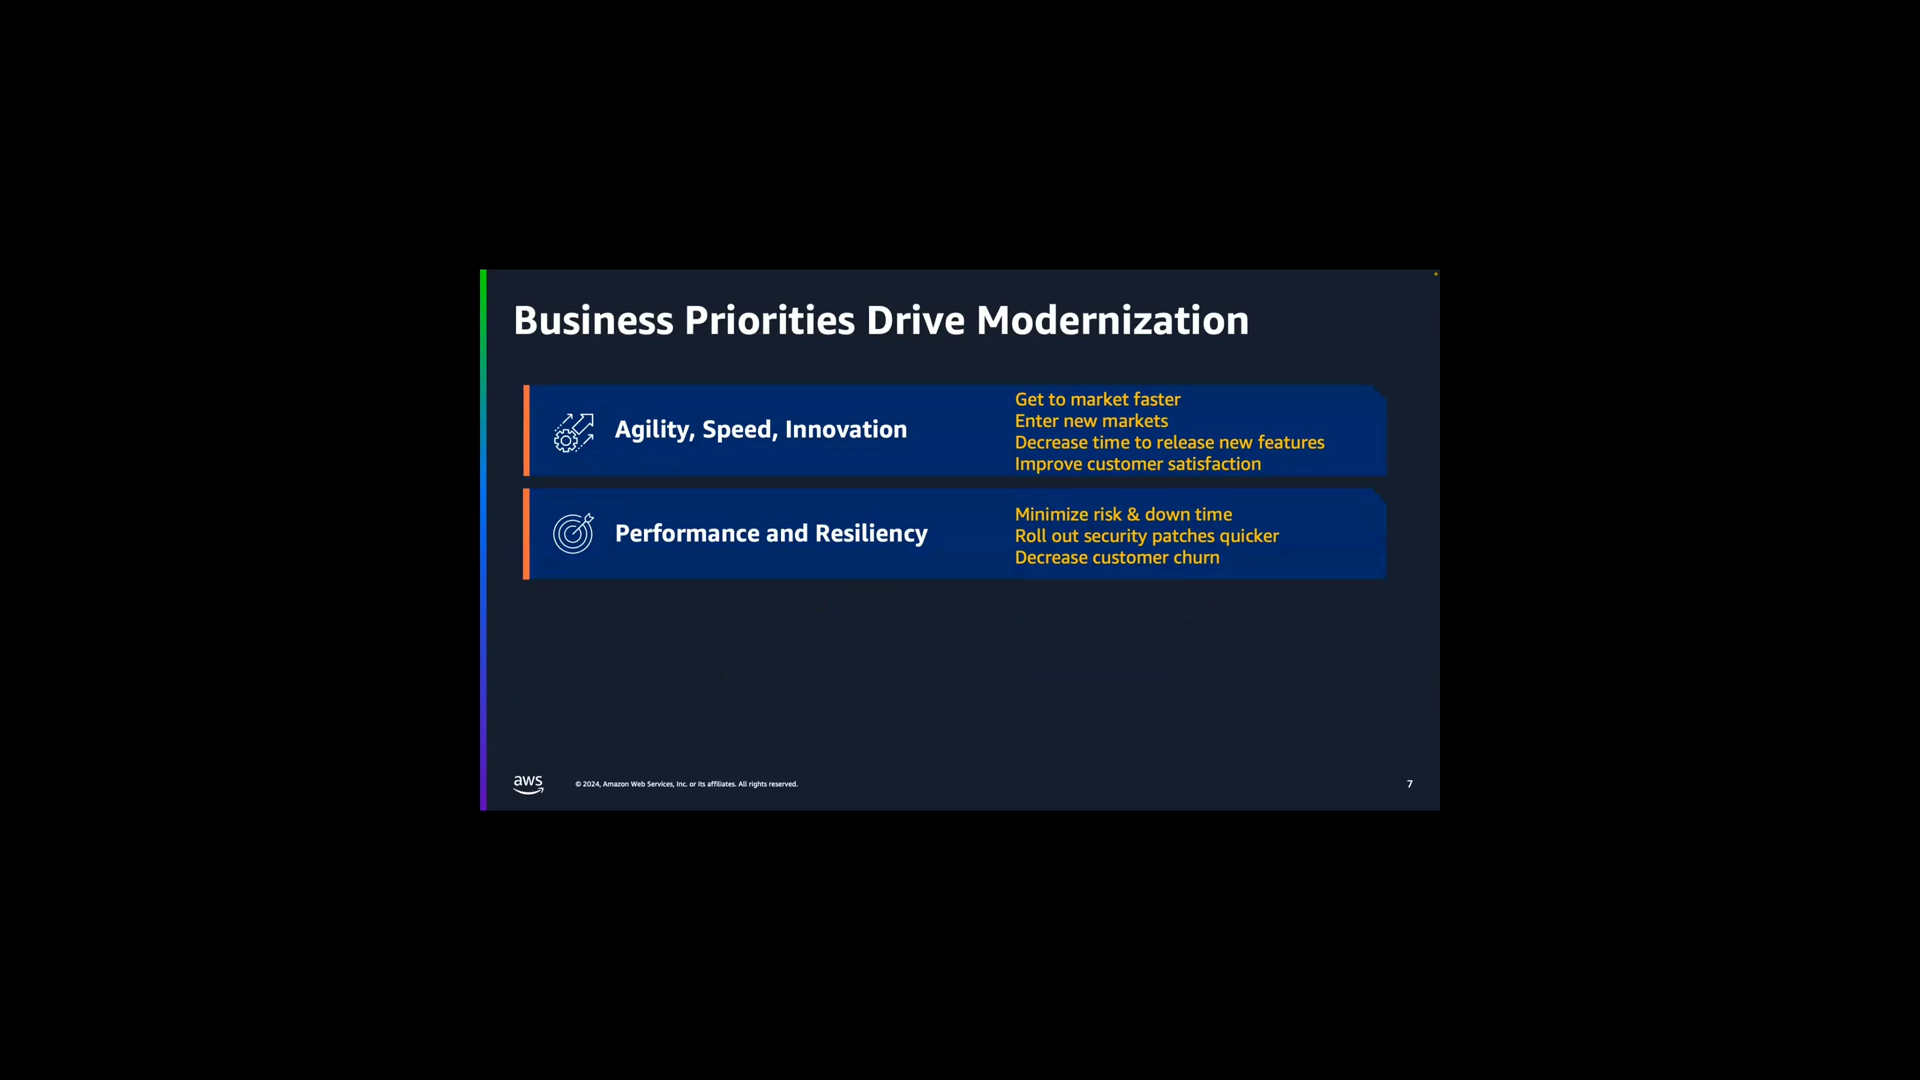 Business Priorities Drive Modernization
Agility, Speed, Innovation
Get to market faster
Enter new markets
Decrease time to release new features
Improve customer satisfaction
Performance and Resiliency
Minimize risk & down time
Roll out security patches quicker
Decrease customer churn
aws
© 2024, Amazon Web Services, Inc. or its affiliates. All rights reserved.
7